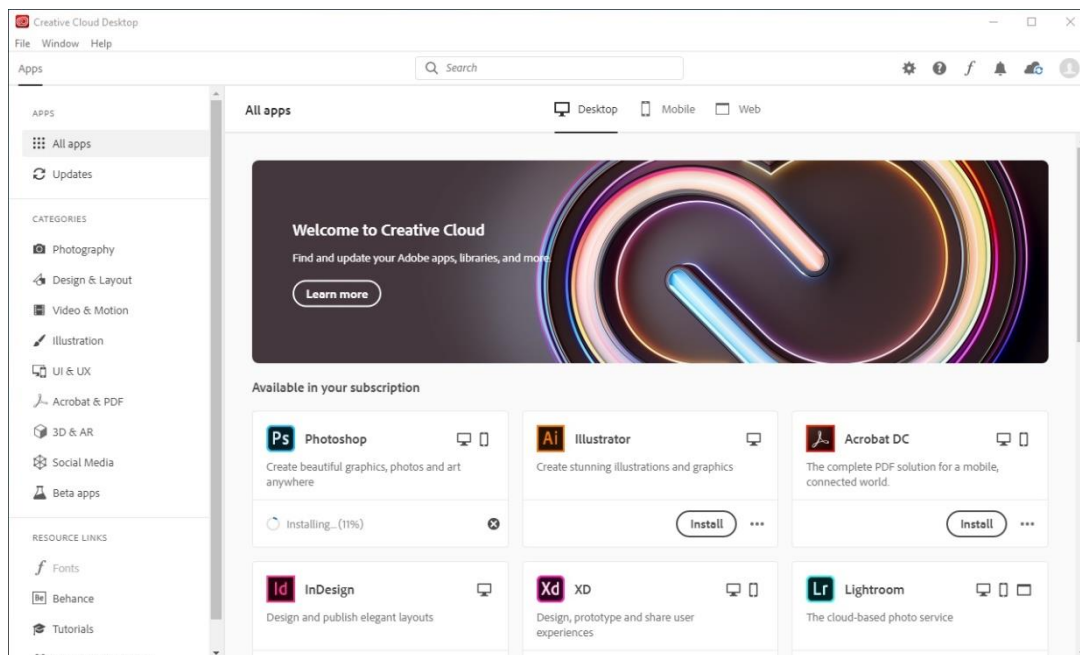 Creative Cloud Desktop
File Window Help
Apps
Search
APPS
All apps
Updates
CATEGORIES
Photography
Design & Layout
Video & Motion
Illustration
UI & UX
Acrobat & PDF
3D & AR
Social Media
Beta apps
RESOURCE LINKS
Fonts
Be Behance
Tutorials
All apps
Desktop Mobile Web
Welcome to Creative Cloud
Find and update your Adobe apps, libraries, and more.
Learn more
Available in your subscription
Ps Photoshop
Create beautiful graphics, photos and art
anywhere
Installing...(11%)
Ai Illustrator
Create stunning illustrations and graphics
Install
Acrobat DC
The complete PDF solution for a mobile,
connected world.
Install
Id InDesign
Design and publish elegant layouts
Xd XD
Design, prototype and share user
experiences
Lr Lightroom
The cloud-based photo service